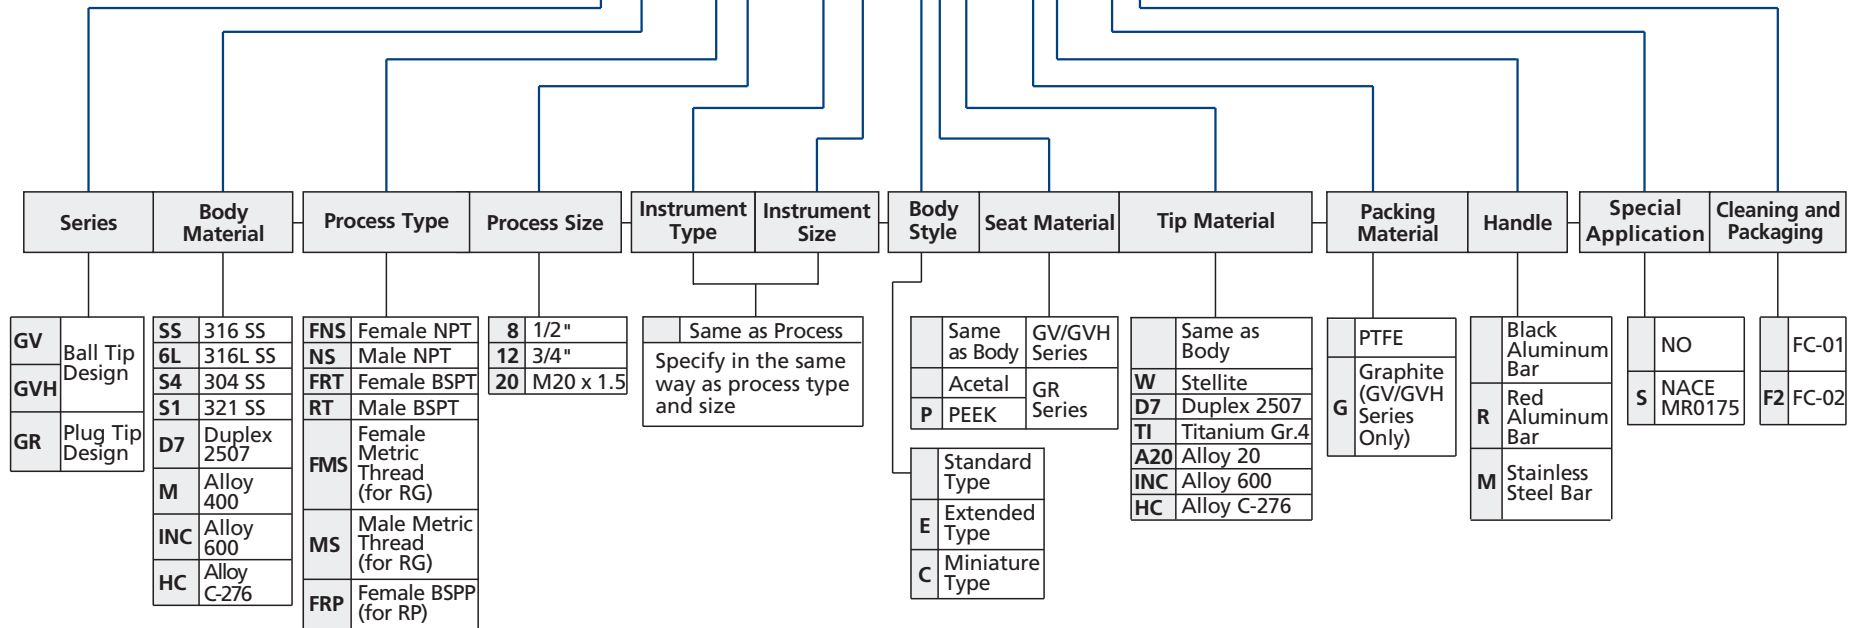 Series
Body
Material
Process Type
Process Size
Instrument
Type
Instrument
Size
Body
Style
Seat Material
Tip Material
Packing
Material
Handle
Special
Application
Cleaning and
Packaging
GV
GVH
Ball Tip
Design
GR
Plug Tip
Design
SS 316 SS
6L 316L SS
S4 304 SS
S1 321 SS
D7 Duplex
2507
M Alloy
400
INC Alloy
600
HC Alloy
C-276
FNS Female NPT
NS Male NPT
FRT Female BSPT
RT Male BSPT
FMS Female
Metric
Thread
(for RG)
MS Male Metric
Thread
(for RG)
FRP Female BSPP
(for RP)
8 1/2"
12 3/4"
20 M20 x 1.5
Same as Process
Specify in the same
way as process type
and size
Same
as Body
GV/GVH
Series
Acetal
P PEEK
GR
Series
Standard
Type
E Extended
Type
C Miniature
Type
Same as
Body
W Stellite
D7 Duplex 2507
TI Titanium Gr.4
A20 Alloy 20
INC Alloy 600
HC Alloy C-276
PTFE
G Graphite
(GV/GVH
Series
Only)
Black
Aluminum
Bar
R Red
Aluminum
Bar
M Stainless
Steel Bar
NO
S NACE
MR0175
FC-01
F2 FC-02